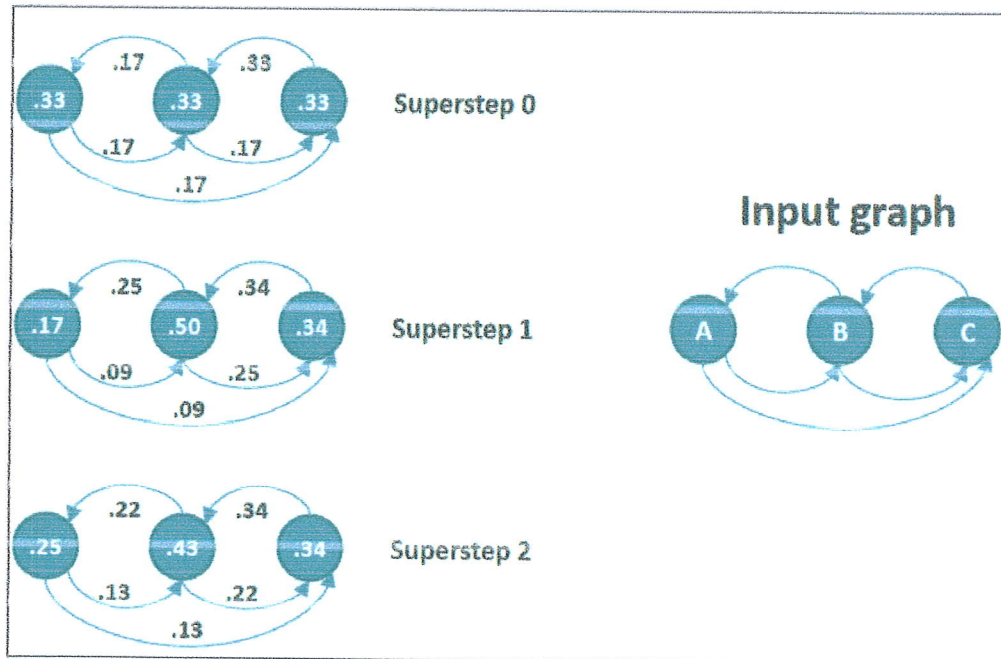 .17 .33
.33 .33 .33 Superstep 0
.17 .17
.17
Input graph
.25 .34
.17 .50 .34 Superstep 1
A B C
.09 .25
.09
.22 .34
.25 .43 .34 Superstep 2
.13 .22
.13